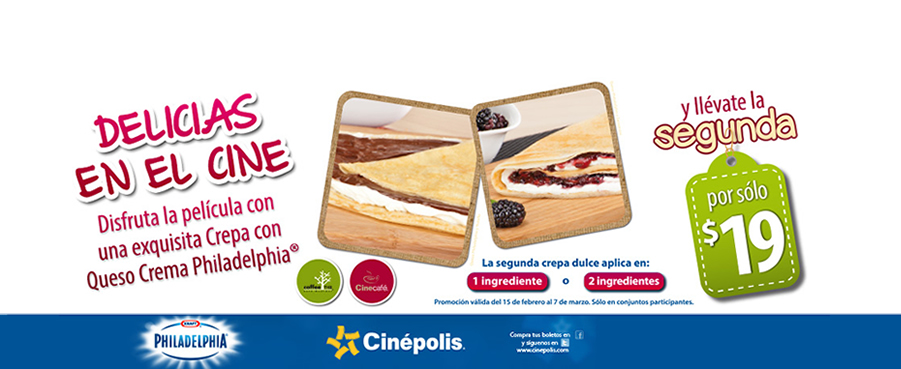 DELICIAS
EN EL CINE
Disfruta la película con
una exquisita Crepa con
Queso Crema Philadelphia®
Cinecafé
y llévate la
segunda
por sólo
$19
La segunda crepa dulce aplica en:
1 ingrediente o 2 ingredientes
Promoción válida del 15 de febrero al 7 de marzo. Sólo en conjuntos participantes.
KRAFT
PHILADELPHIA
Cinépolis.
Compra tus boletos en
y síguenos en
www.cinepolis.com